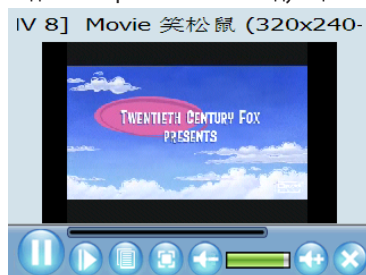 IV 8]  Movie 笑松鼠 (320x240-
TWENTIETH CENTURY FOX
PRESENTS